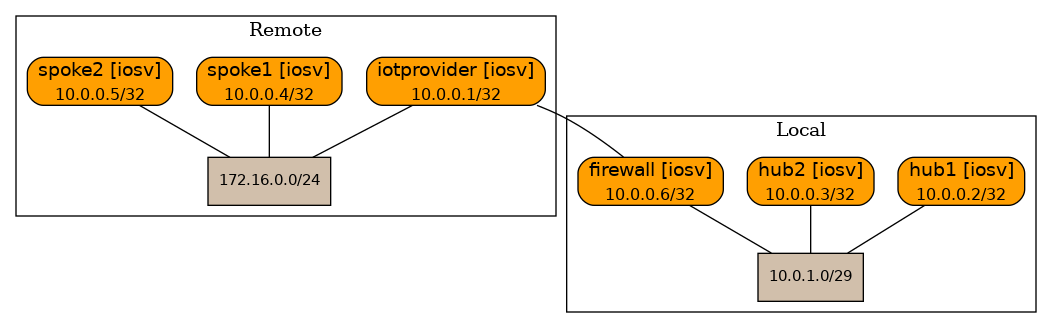 Remote
spoke2 [iosv]
10.0.0.5/32
spoke1 [iosv]
10.0.0.4/32
iotprovider [iosv]
10.0.0.1/32
172.16.0.0/24
Local
firewall [iosv]
10.0.0.6/32
hub2 [iosv]
10.0.0.3/32
hub1 [iosv]
10.0.0.2/32
10.0.1.0/29